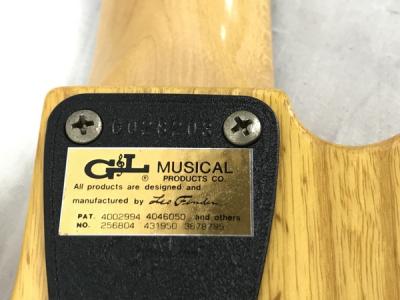 G028203
G&L MUSICAL
® PRODUCTS CO.
All products are designed and
manufactured by Leo Fender
PAT. 4002994 4046050 and others
NO. 256804 431950 3678795